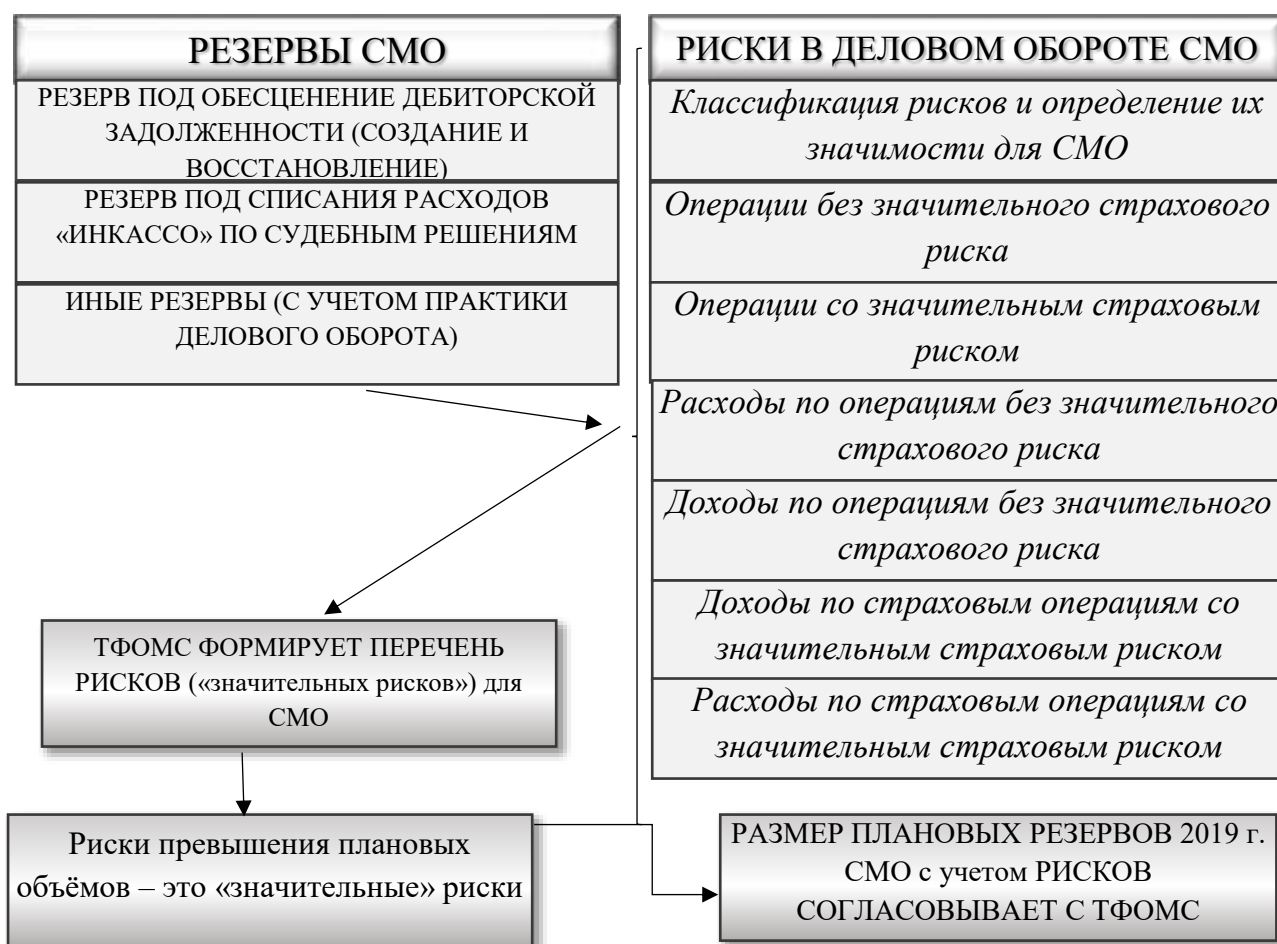 РЕЗЕРВЫ СМО
РЕЗЕРВ ПОД ОБЕСЦЕНЕНИЕ ДЕБИТОРСКОЙ
ЗАДОЛЖЕННОСТИ (СОЗДАНИЕ И
ВОССТАНОВЛЕНИЕ)
РЕЗЕРВ ПОД СПИСАНИЯ РАСХОДОВ
«ИНКАССО» ПО СУДЕБНЫМ РЕШЕНИЯМ
ИНЫЕ РЕЗЕРВЫ (С УЧЕТОМ ПРАКТИКИ
ДЕЛОВОГО ОБОРОТА)
РИСКИ В ДЕЛОВОМ ОБОРОТЕ СМО
Классификация рисков и определение их
значимости для СМО
Операции без значительного страхового
риска
Операции со значительным страховым
риском
Расходы по операциям без значительного
страхового риска
Доходы по операциям без значительного
страхового риска
Доходы по страховым операциям со
значительным страховым риском
Расходы по страховым операциям со
значительным страховым риском
ТФОМС ФОРМИРУЕТ ПЕРЕЧЕНЬ
РИСКОВ («значительных рисков») для
СМО
Риски превышения плановых
объёмов – это «значительные» риски
РАЗМЕР ПЛАНОВЫХ РЕЗЕРВОВ 2019 г.
СМО с учетом РИСКОВ
СОГЛАСОВЫВАЕТ С ТФОМС